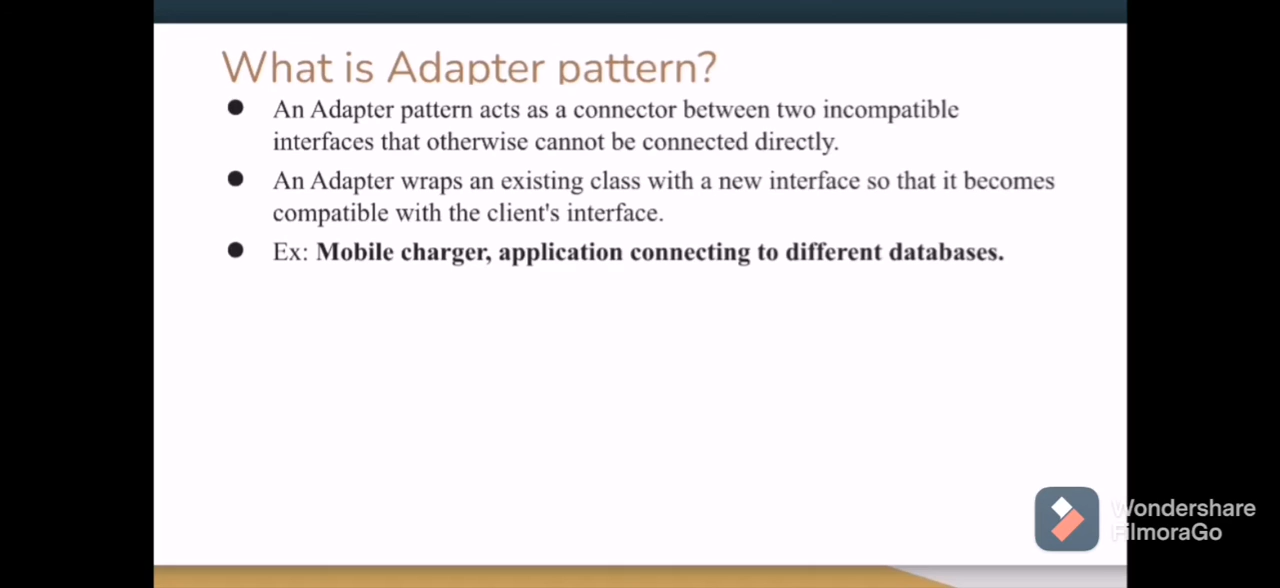 What is Adapter pattern?
● An Adapter pattern acts as a connector between two incompatible
interfaces that otherwise cannot be connected directly.
● An Adapter wraps an existing class with a new interface so that it becomes
compatible with the client's interface.
● Ex: Mobile charger, application connecting to different databases.
Wondershare
FilmoraGo